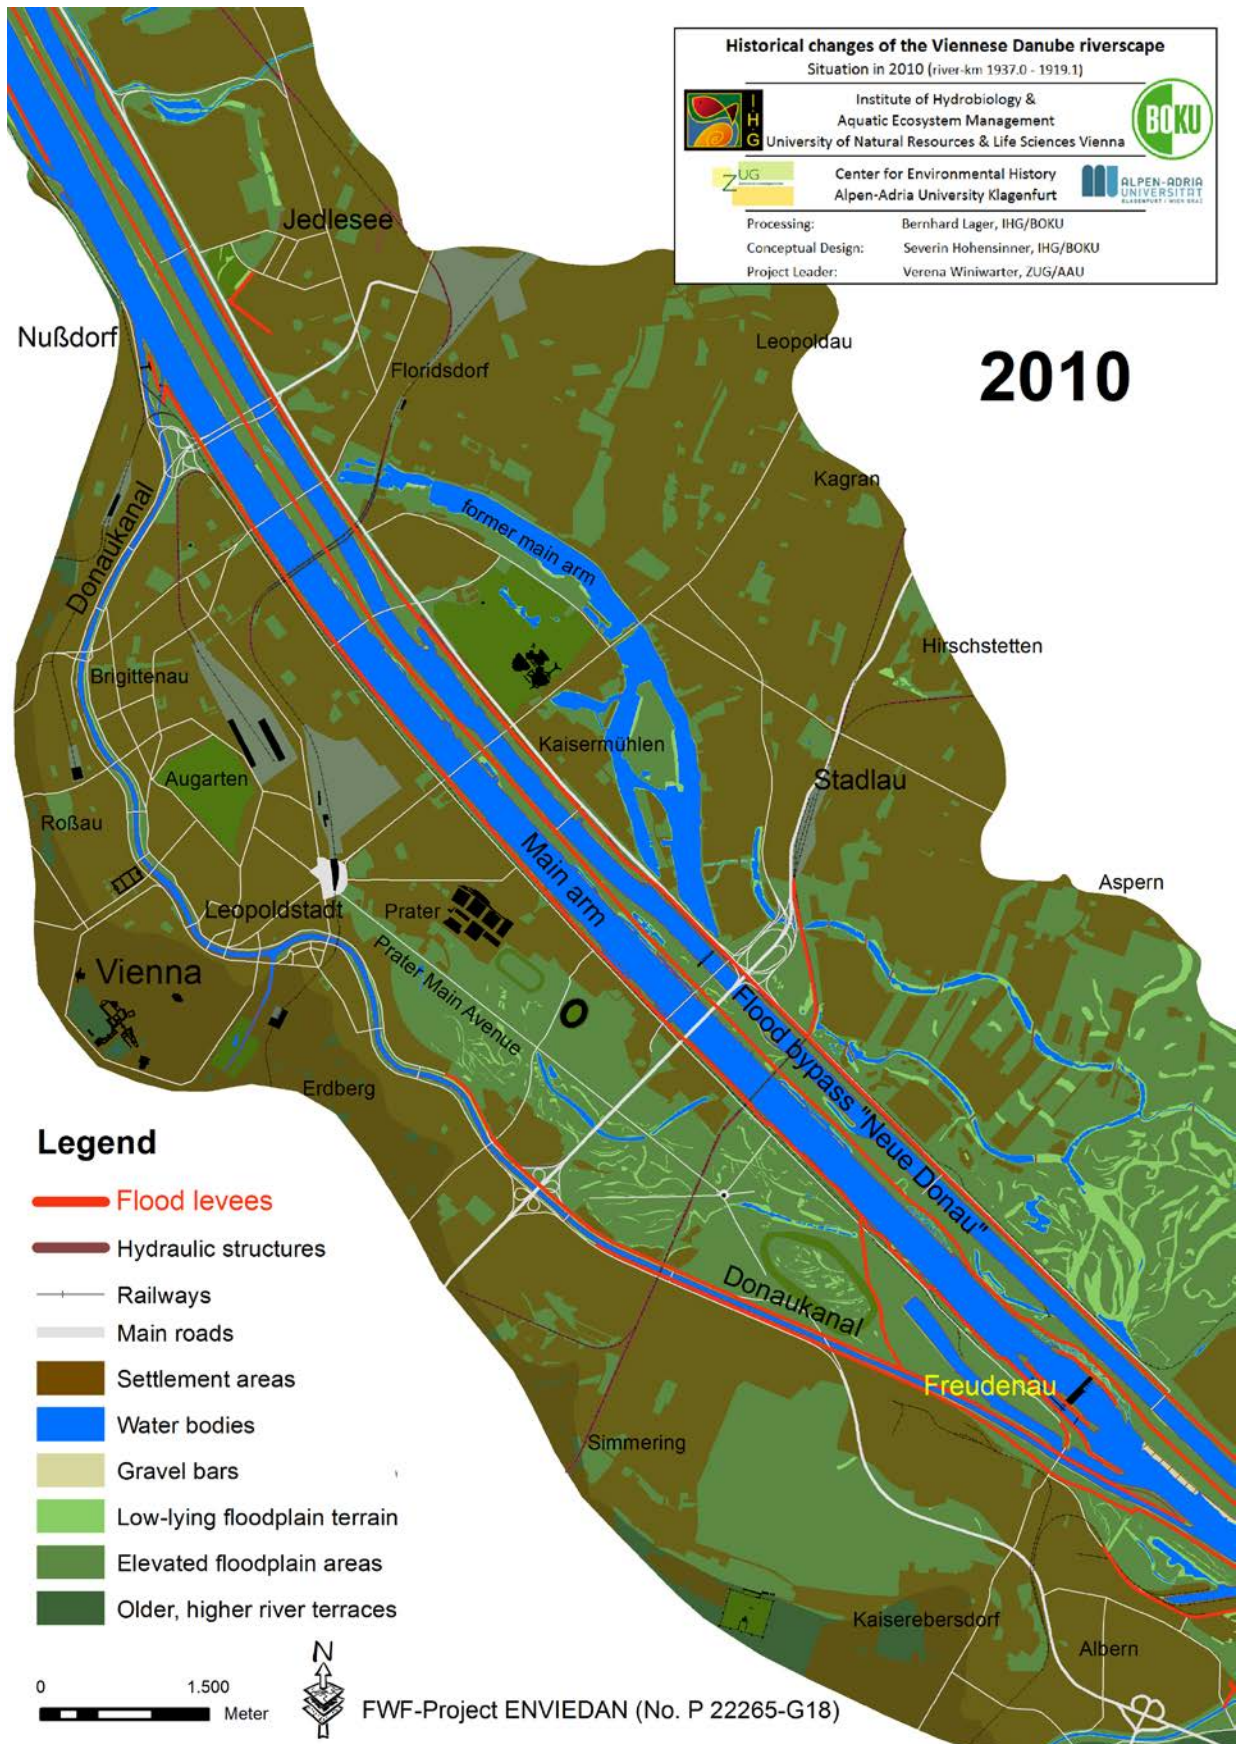 Historical changes of the Viennese Danube riverscape
Situation in 2010 (river-km 1937.0 - 1919.1)
I·H·G
Institute of Hydrobiology &
Aquatic Ecosystem Management
University of Natural Resources & Life Sciences Vienna
BOKU
ZUG
Center for Environmental History
Alpen-Adria University Klagenfurt
ALPEN-ADRIA
UNIVERSITÄT
KLAGENFURT | WIEN GRAZ
Processing: Bernhard Lager, IHG/BOKU
Conceptual Design: Severin Hohensinner, IHG/BOKU
Project Leader: Verena Winiwarter, ZUG/AAU
2010
Jedlesee
Nußdorf
Leopoldau
Floridsdorf
Kagran
former main arm
Donaukanal
Hirschstetten
Brigittenau
Kaisermühlen
Augarten
Stadlau
Roßau
Main arm
Aspern
Leopoldstadt
Prater
Vienna
Prater Main Avenue
Flood bypass "Neue Donau"
Erdberg
Donaukanal
Freudenau
Simmering
Kaiserebersdorf
Albern
Legend
Flood levees
Hydraulic structures
Railways
Main roads
Settlement areas
Water bodies
Gravel bars
Low-lying floodplain terrain
Elevated floodplain areas
Older, higher river terraces
0 1.500
Meter
N
FWF-Project ENVIEDAN (No. P 22265-G18)